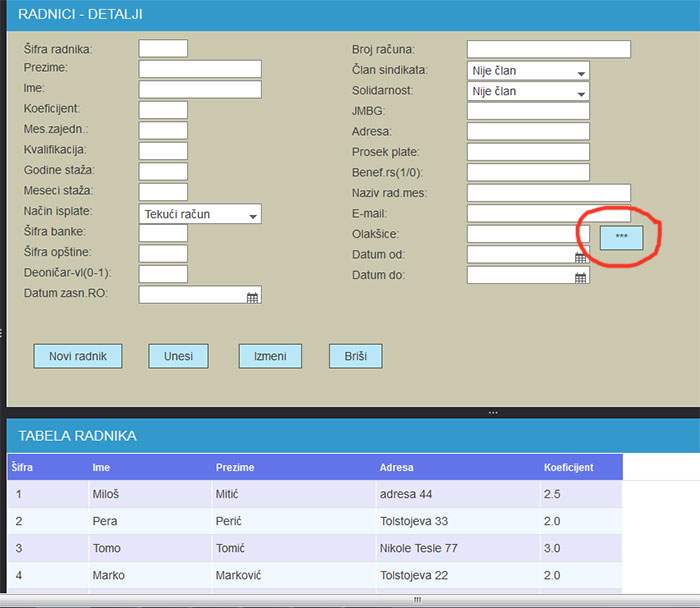 RADNICI - DETALJI
Šifra radnika:
Prezime:
Ime:
Koeficijent:
Mes.zajedn.:
Kvalifikacija:
Godine staža:
Meseci staža:
Način isplate: Tekući račun
Šifra banke:
Šifra opštine:
Deoničar-vl(0-1):
Datum zasn.RO:
Broj računa:
Član sindikata: Nije član
Solidarnost: Nije član
JMBG:
Adresa:
Prosek plate:
Benef.rs(1/0):
Naziv rad.mes:
E-mail:
Olakšice: ***
Datum od:
Datum do:
Novi radnik Unesi Izmeni Briši
TABELA RADNIKA
Šifra Ime Prezime Adresa Koeficijent
1 Miloš Mitić adresa 44 2.5
2 Pera Perić Tolstojeva 33 2.0
3 Tomo Tomić Nikole Tesle 77 3.0
4 Marko Marković Tolstojeva 22 2.0